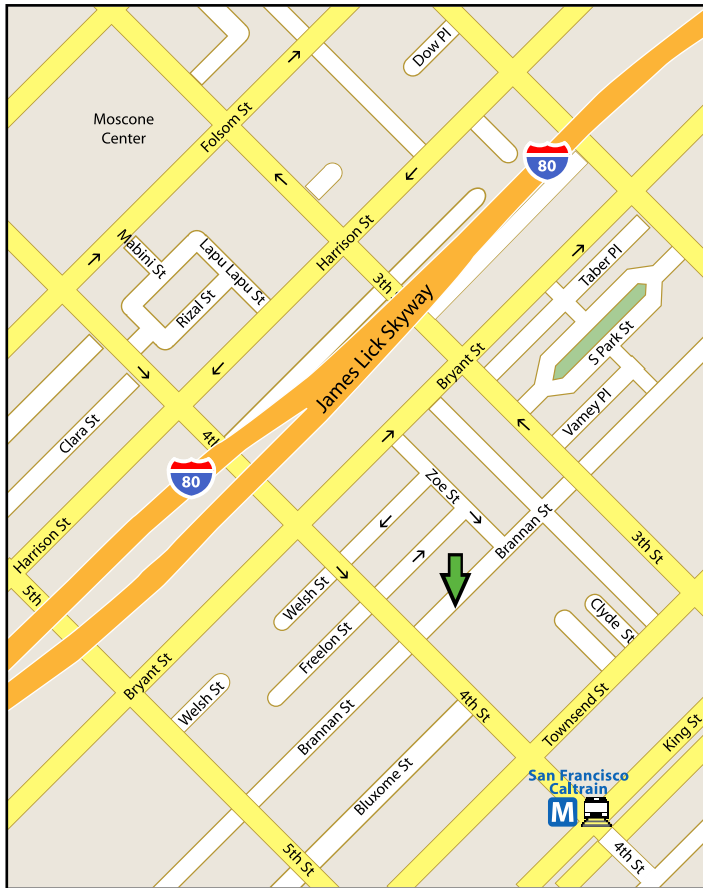 Dow Pl
Moscone
Center
Folsom St
80
Harrison St
Mabini St
Lapu Lapu St
Rizal St
3th
Taber Pl
James Lick Skyway
S Park St
Bryant St
Vamey Pl
Clara St
4th
80
Zoe St
Harrison St
Brannan St
3th St
5th
Welsh St
Clyde St
Freelon St
Bryant St
Welsh St
4th St
Brannan St
Townsend St
King St
Bluxome St
San Francisco
Caltrain
M
5th St
4th St